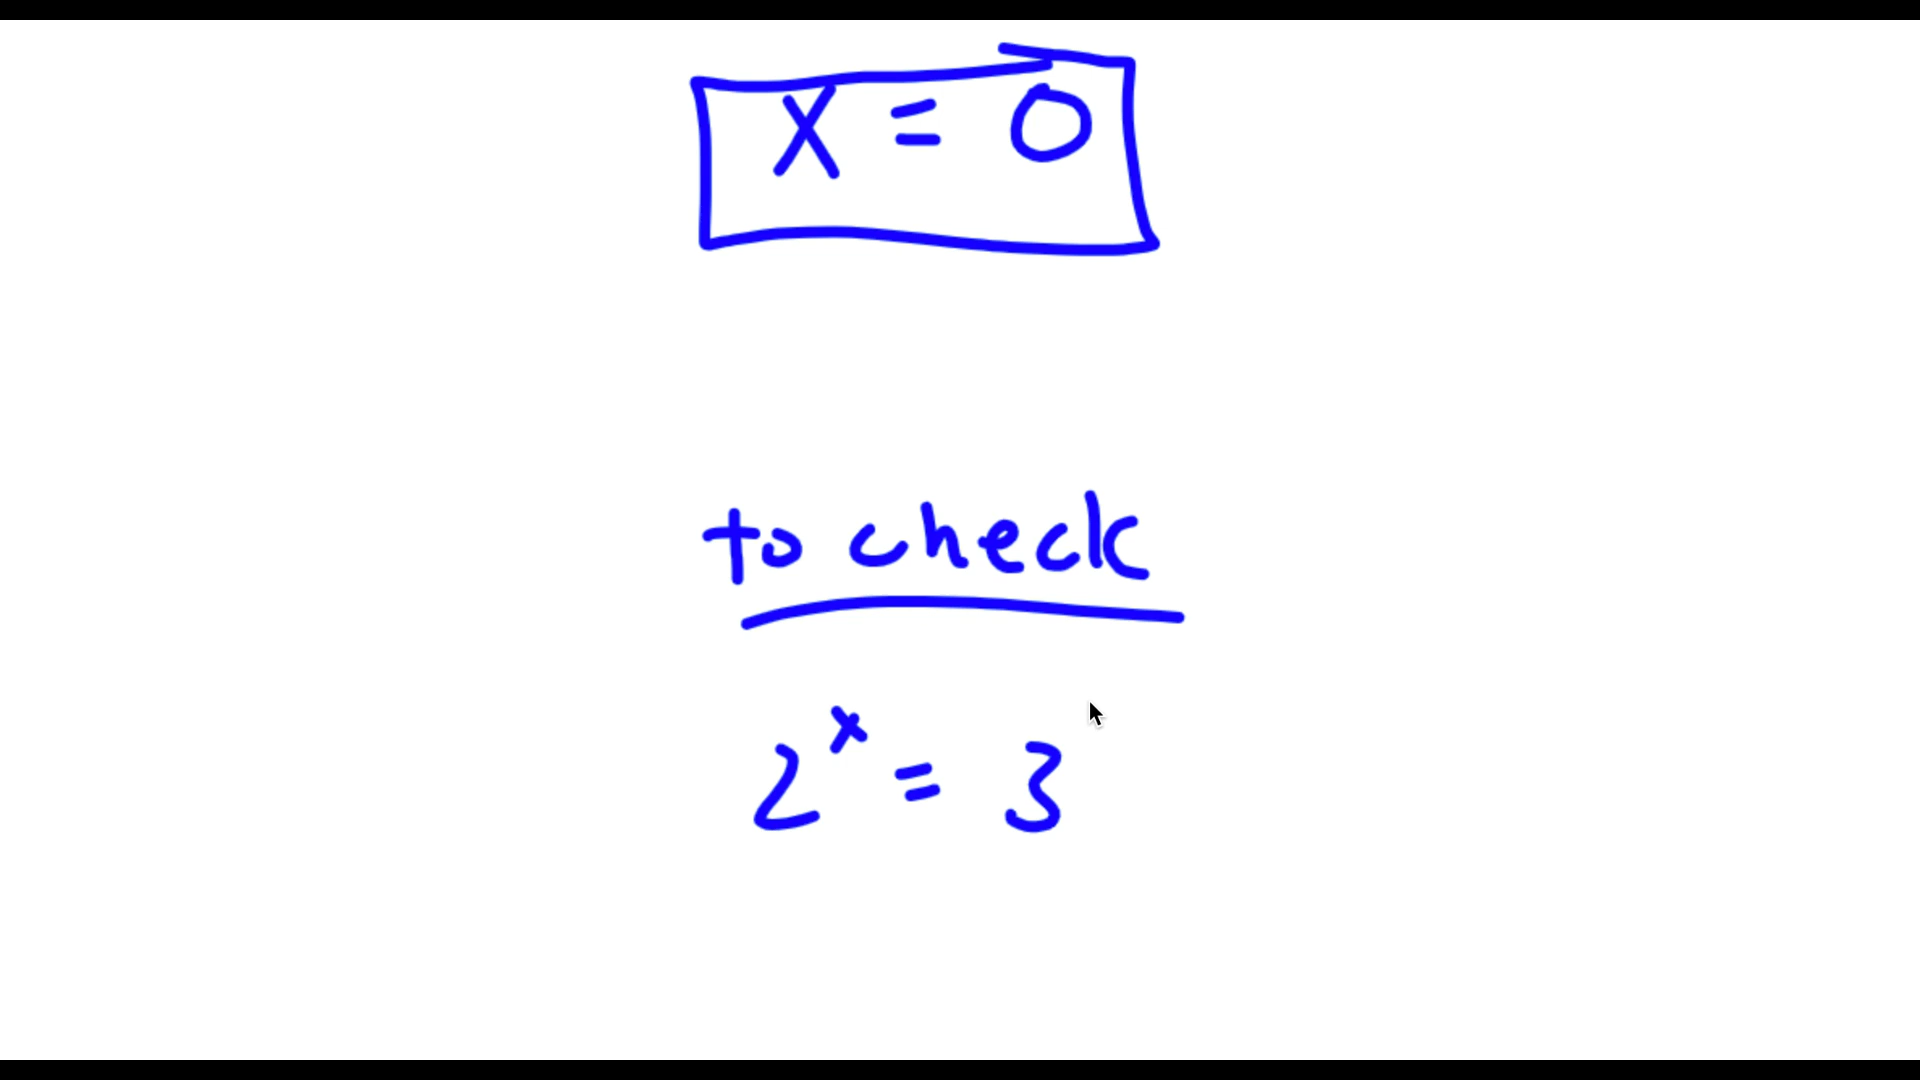 X = 0
to check
2^x = 3